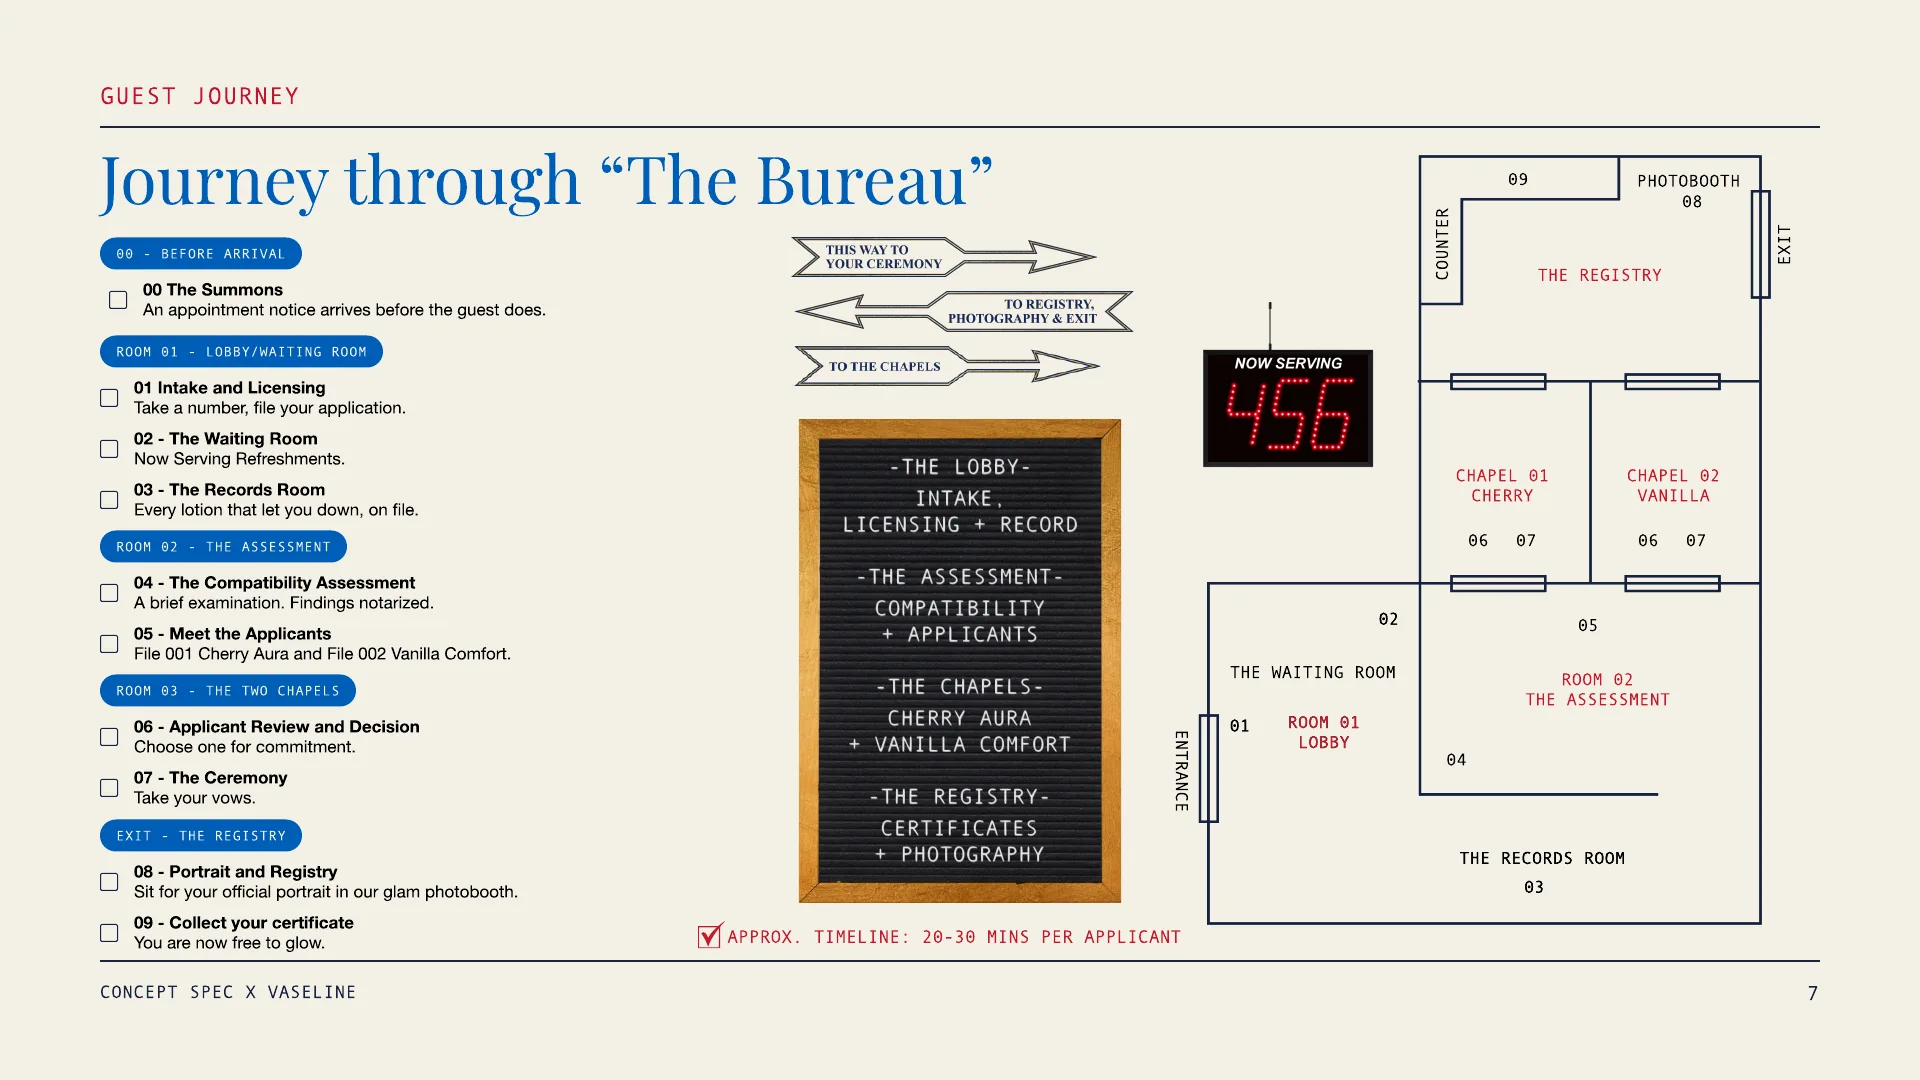 GUEST JOURNEY
Journey through “The Bureau”
00 - BEFORE ARRIVAL
00 The Summons
An appointment notice arrives before the guest does.
ROOM 01 - LOBBY/WAITING ROOM
01 Intake and Licensing
Take a number, file your application.
02 - The Waiting Room
Now Serving Refreshments.
03 - The Records Room
Every lotion that let you down, on file.
ROOM 02 - THE ASSESSMENT
04 - The Compatibility Assessment
A brief examination. Findings notarized.
05 - Meet the Applicants
File 001 Cherry Aura and File 002 Vanilla Comfort.
ROOM 03 - THE TWO CHAPELS
06 - Applicant Review and Decision
Choose one for commitment.
07 - The Ceremony
Take your vows.
EXIT - THE REGISTRY
08 - Portrait and Registry
Sit for your official portrait in our glam photobooth.
09 - Collect your certificate
You are now free to glow.
THIS WAY TO
YOUR CEREMONY
TO REGISTRY,
PHOTOGRAPHY & EXIT
TO THE CHAPELS
-THE LOBBY-
INTAKE,
LICENSING + RECORD
-THE ASSESSMENT-
COMPATIBILITY
+ APPLICANTS
-THE CHAPELS-
CHERRY AURA
+ VANILLA COMFORT
-THE REGISTRY-
CERTIFICATES
+ PHOTOGRAPHY
APPROX. TIMELINE: 20-30 MINS PER APPLICANT
NOW SERVING
456
09
PHOTOBOOTH
08
COUNTER
EXIT
THE REGISTRY
CHAPEL 01
CHERRY
06 07
CHAPEL 02
VANILLA
06 07
02
THE WAITING ROOM
01
ROOM 01
LOBBY
ENTRANCE
05
ROOM 02
THE ASSESSMENT
04
THE RECORDS ROOM
03
CONCEPT SPEC X VASELINE
7